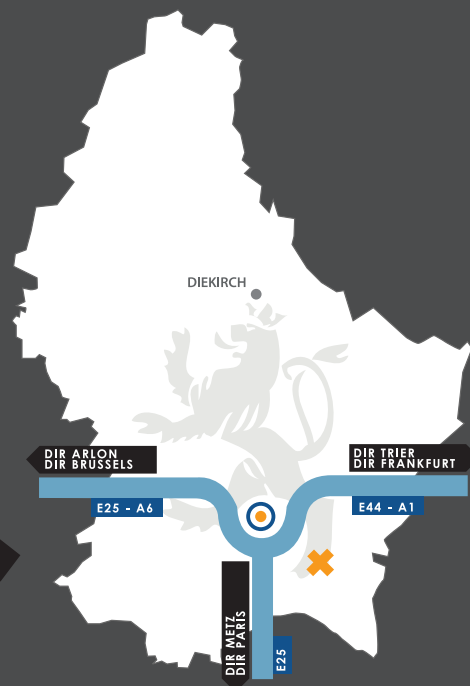 DIEKIRCH
DIR ARLON
DIR BRUSSELS
DIR TRIER
DIR FRANKFURT
E25 - A6
E44 - A1
DIR METZ
DIR PARIS
E25